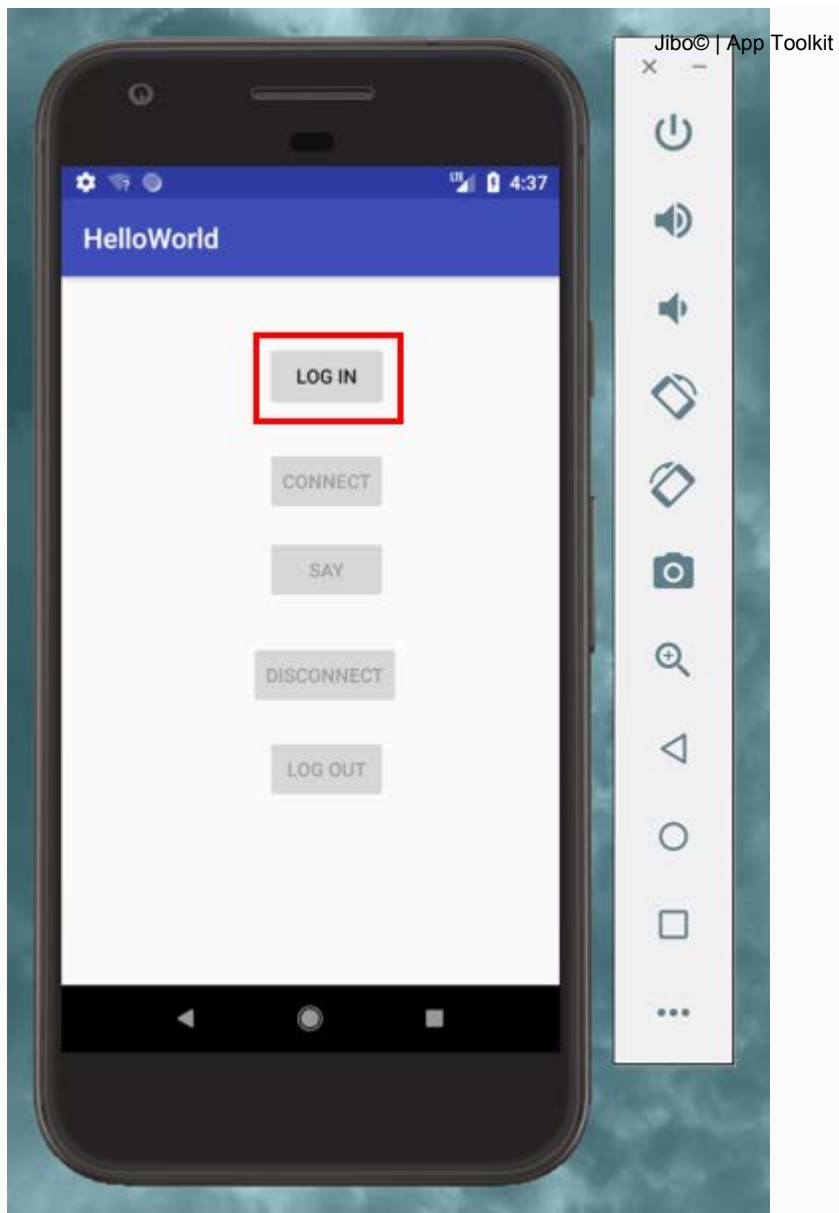 Jibo© | App Toolkit
4:37
HelloWorld
LOG IN
CONNECT
SAY
DISCONNECT
LOG OUT